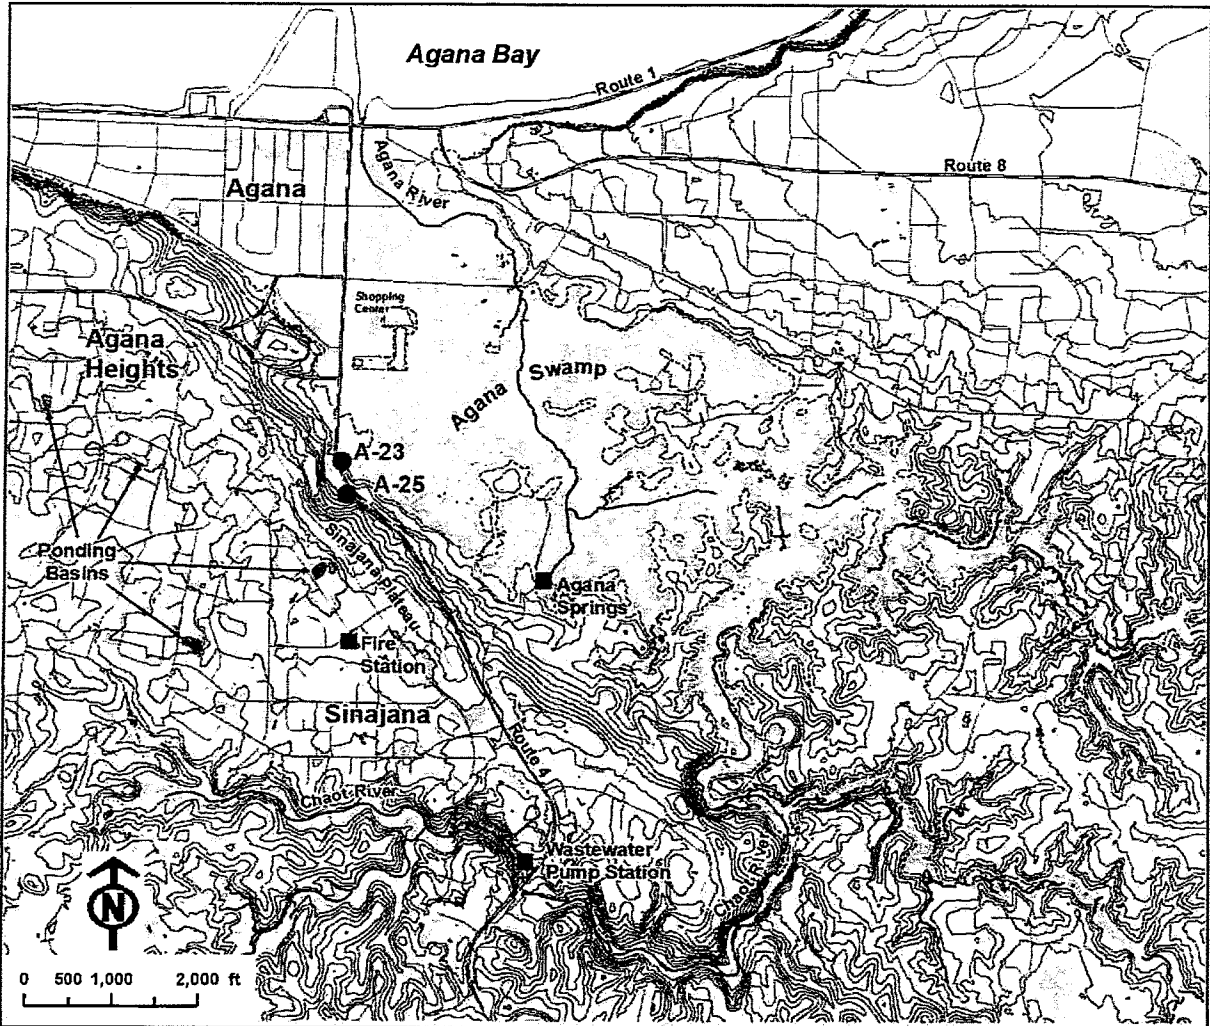 Agana Bay
Route 1
Route 8
Agana River
Agana
Shopping
Center
Agana
Heights
Swamp
Agana
A-23
A-25
Sinajana Plateau
Ponding
Basins
Agana
Springs
Fire
Station
Sinajana
Route 4
Chaot River
Wastewater
Pump Station
Chaot River
N
0 500 1,000 2,000 ft